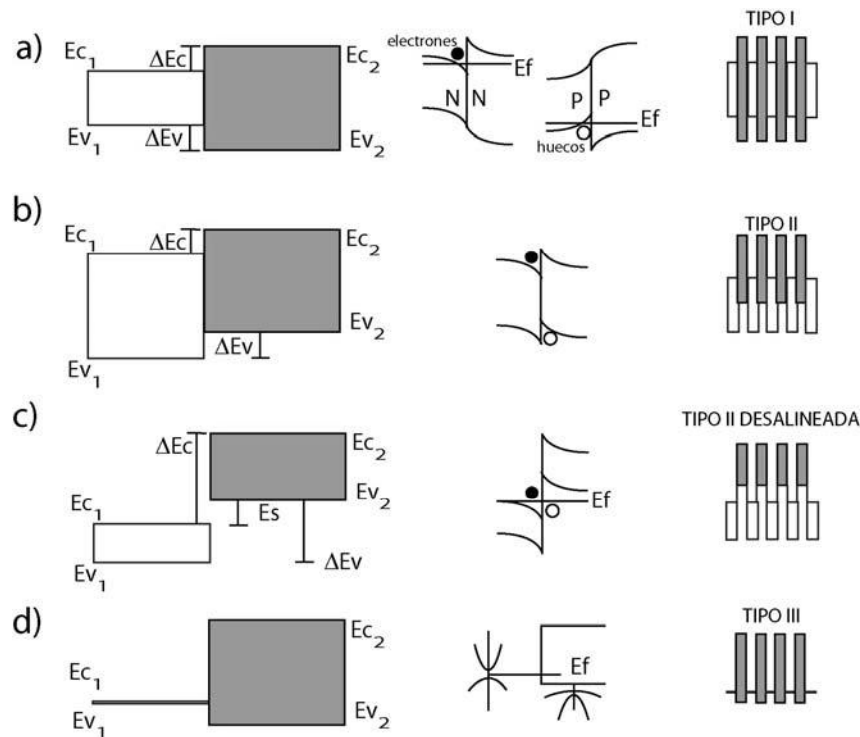 a)
Ec1
ΔEc
Ec2
Ev1
ΔEv
Ev2
electrones
Ef
N N
P P
Ef
huecos
TIPO I
b)
Ec1
ΔEc
Ec2
Ev1
ΔEv
Ev2
TIPO II
c)
ΔEc
Ec2
Ec1
Ev2
Es
Ev1
ΔEv
Ef
TIPO II DESALINEADA
d)
Ec2
Ec1
Ev1
Ev2
Ef
TIPO III